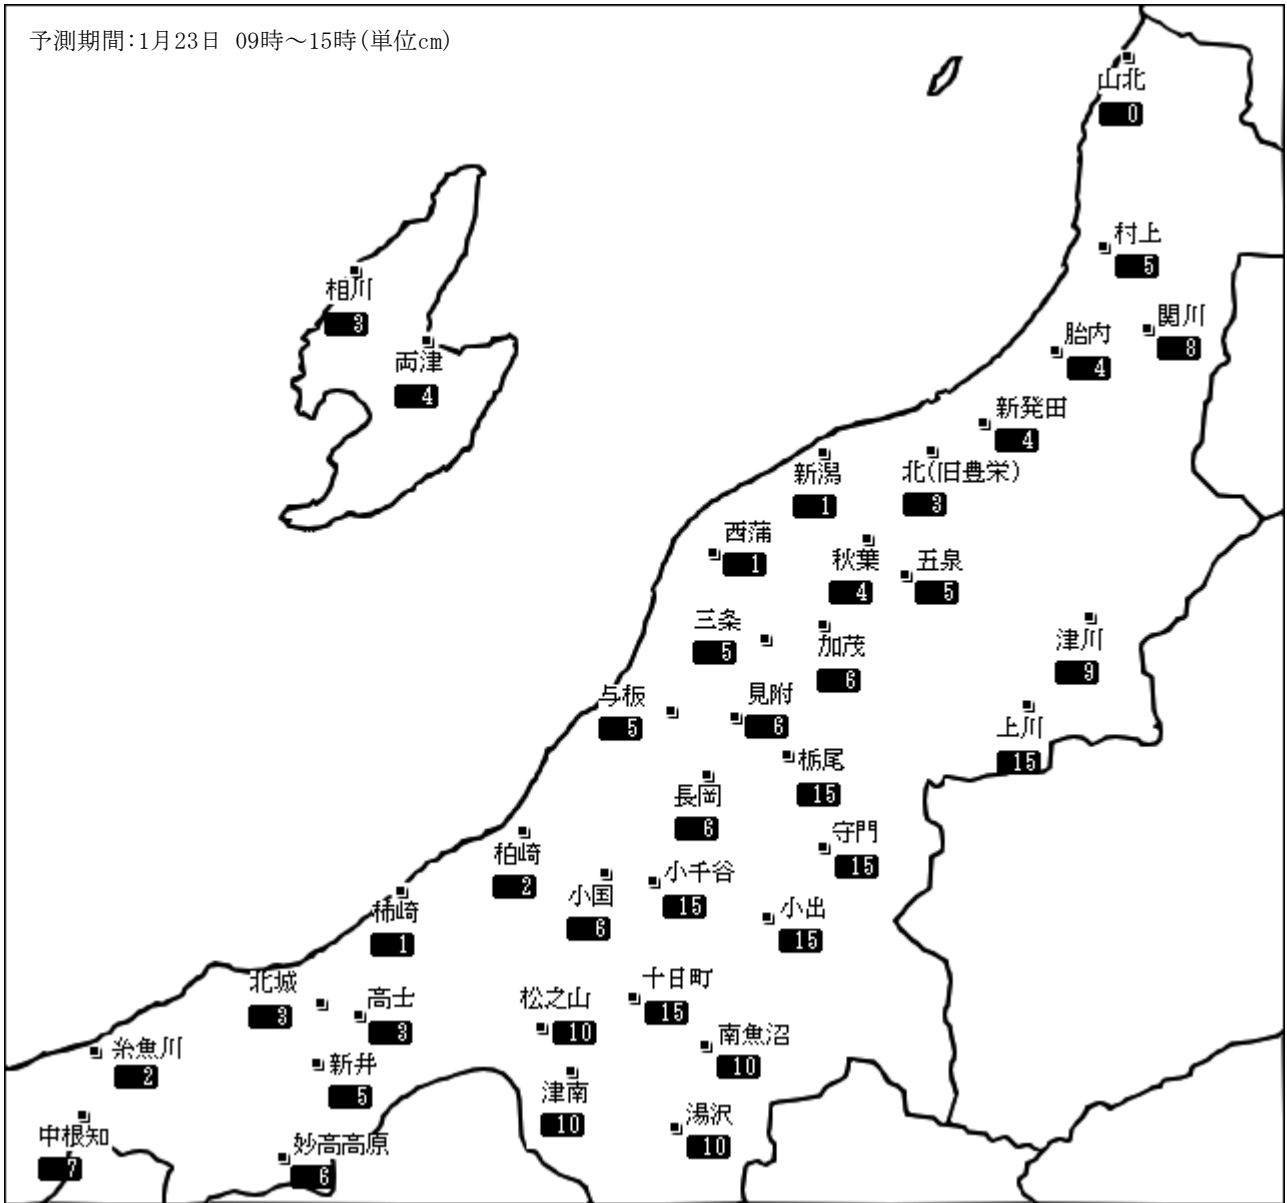 予測期間:1月23日 09時～15時(単位cm)
山北
0
村上
5
相川
3
関川
8
胎内
4
両津
4
新発田
4
新潟
1
北(旧豊栄)
3
西蒲
1
秋葉
4
五泉
5
三条
5
加茂
6
津川
9
与板
5
見附
6
上川
15
栃尾
15
長岡
6
守門
15
柏崎
2
小国
6
小千谷
15
小出
15
柿崎
1
北城
3
高士
3
松之山
10
十日町
15
南魚沼
10
糸魚川
2
新井
5
津南
10
湯沢
10
中根知
7
妙高高原
6